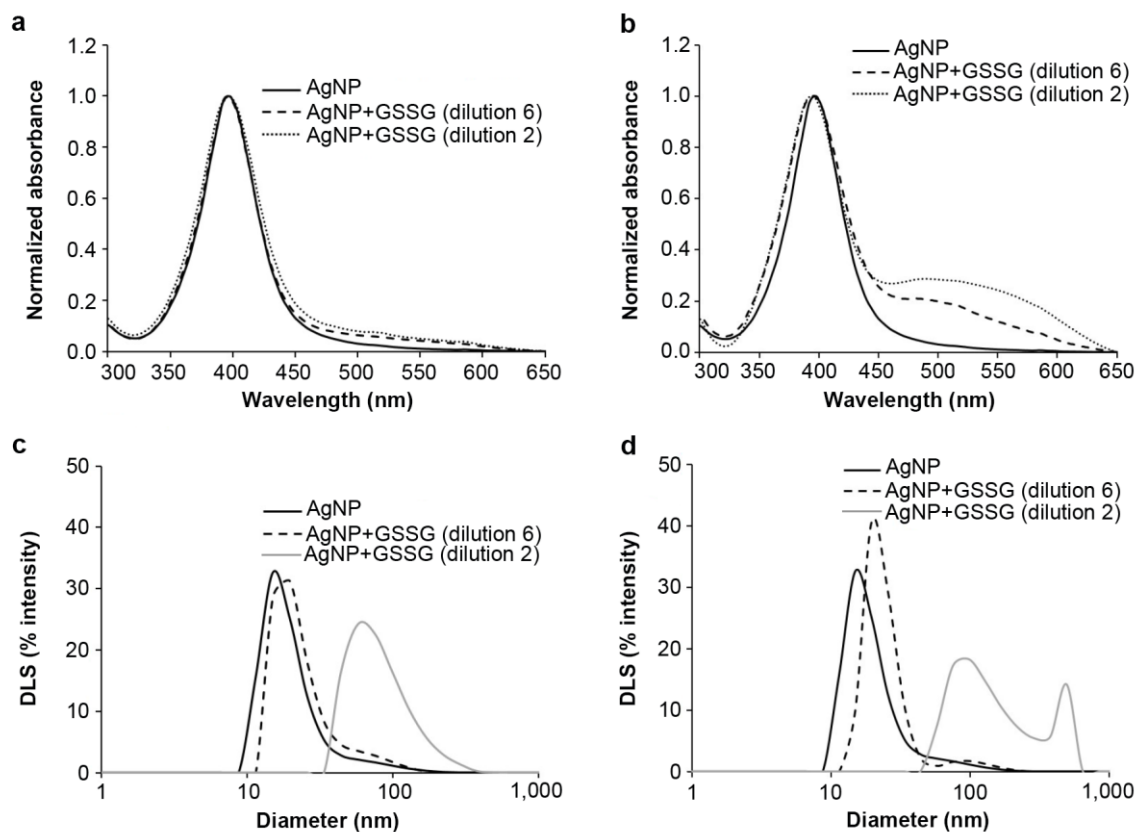 a
1.2
1.0
0.8
0.6
0.4
0.2
0.0
Normalized absorbance
AgNP
AgNP+GSSG (dilution 6)
AgNP+GSSG (dilution 2)
300 350 400 450 500 550 600 650
Wavelength (nm)
b
1.2
1.0
0.8
0.6
0.4
0.2
0.0
Normalized absorbance
AgNP
AgNP+GSSG (dilution 6)
AgNP+GSSG (dilution 2)
300 350 400 450 500 550 600 650
Wavelength (nm)
c
50
40
30
20
10
0
DLS (% intensity)
AgNP
AgNP+GSSG (dilution 6)
AgNP+GSSG (dilution 2)
1 10 100 1,000
Diameter (nm)
d
50
40
30
20
10
0
DLS (% intensity)
AgNP
AgNP+GSSG (dilution 6)
AgNP+GSSG (dilution 2)
1 10 100 1,000
Diameter (nm)